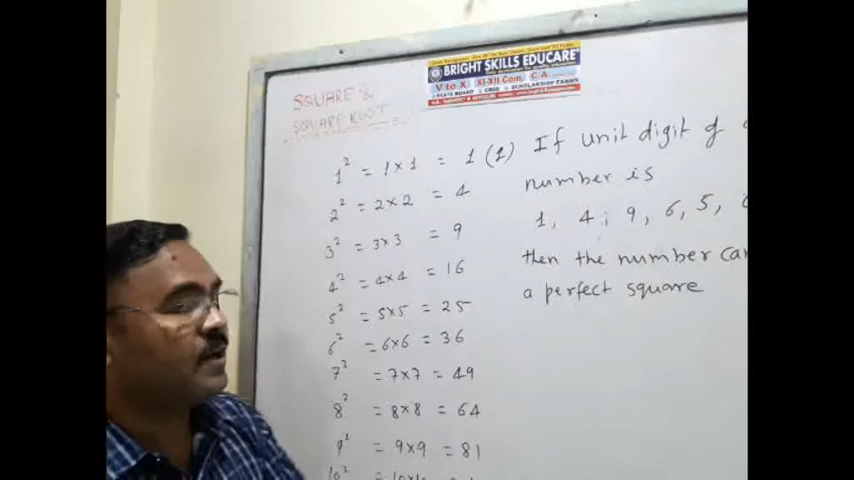 BRIGHT SKILLS EDUCARE
V to X XI-XII Com. C A
STATE BOARD CBSE SCHOLARSHIP EXAMS
SQUARE &
SQUARE ROOT
1² = 1×1 = 1 (1)
2² = 2×2 = 4
3² = 3×3 = 9
4² = 4×4 = 16
5² = 5×5 = 25
6² = 6×6 = 36
7² = 7×7 = 49
8² = 8×8 = 64
9² = 9×9 = 81
10² = 10×10
If unit digit of
number is
1, 4, 9, 6, 5,
then the number can
a perfect square